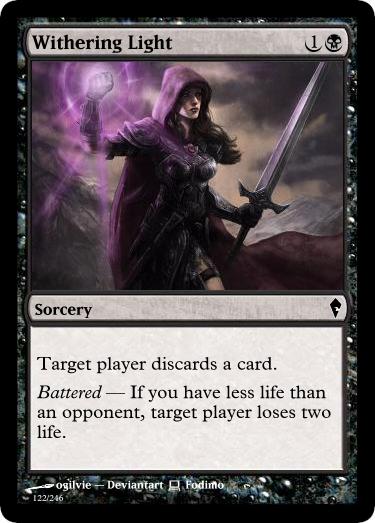 Withering Light 1
Sorcery
Target player discards a card.
Battered — If you have less life than
an opponent, target player loses two
life.
ogilvie — Deviantart Fodimo
122/246